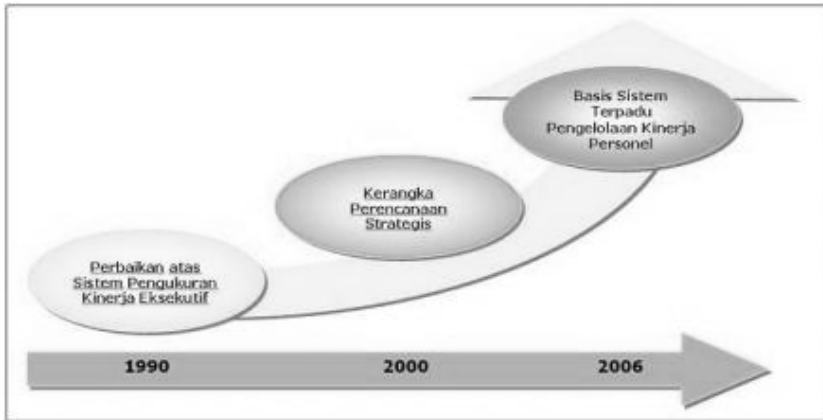 Basis Sistem
Terpadu
Pengelolaan Kinerja
Personel
Kerangka
Perencanaan
Strategis
Perbaikan atas
Sistem Pengukuran
Kinerja Eksekutif
1990
2000
2006